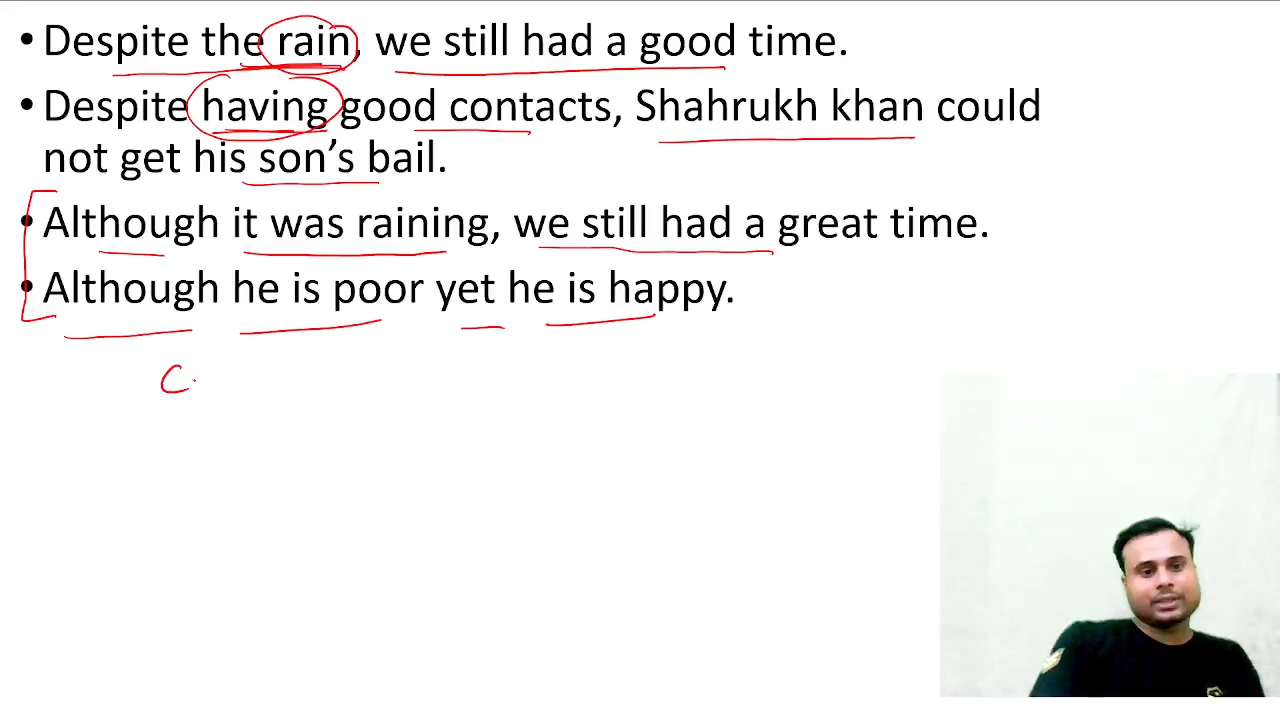 • Despite the rain, we still had a good time.
• Despite having good contacts, Shahrukh khan could
not get his son’s bail.
• Although it was raining, we still had a great time.
• Although he is poor yet he is happy.
C